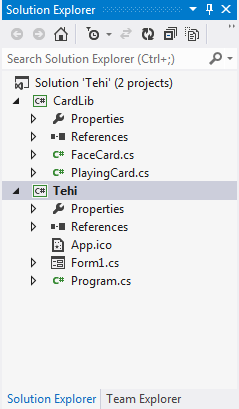 Solution Explorer
Search Solution Explorer (Ctrl+;)
Solution 'Tehi' (2 projects)
C# CardLib
Properties
References
C# FaceCard.cs
C# PlayingCard.cs
C# Tehi
Properties
References
App.ico
Form1.cs
C# Program.cs
Solution Explorer Team Explorer